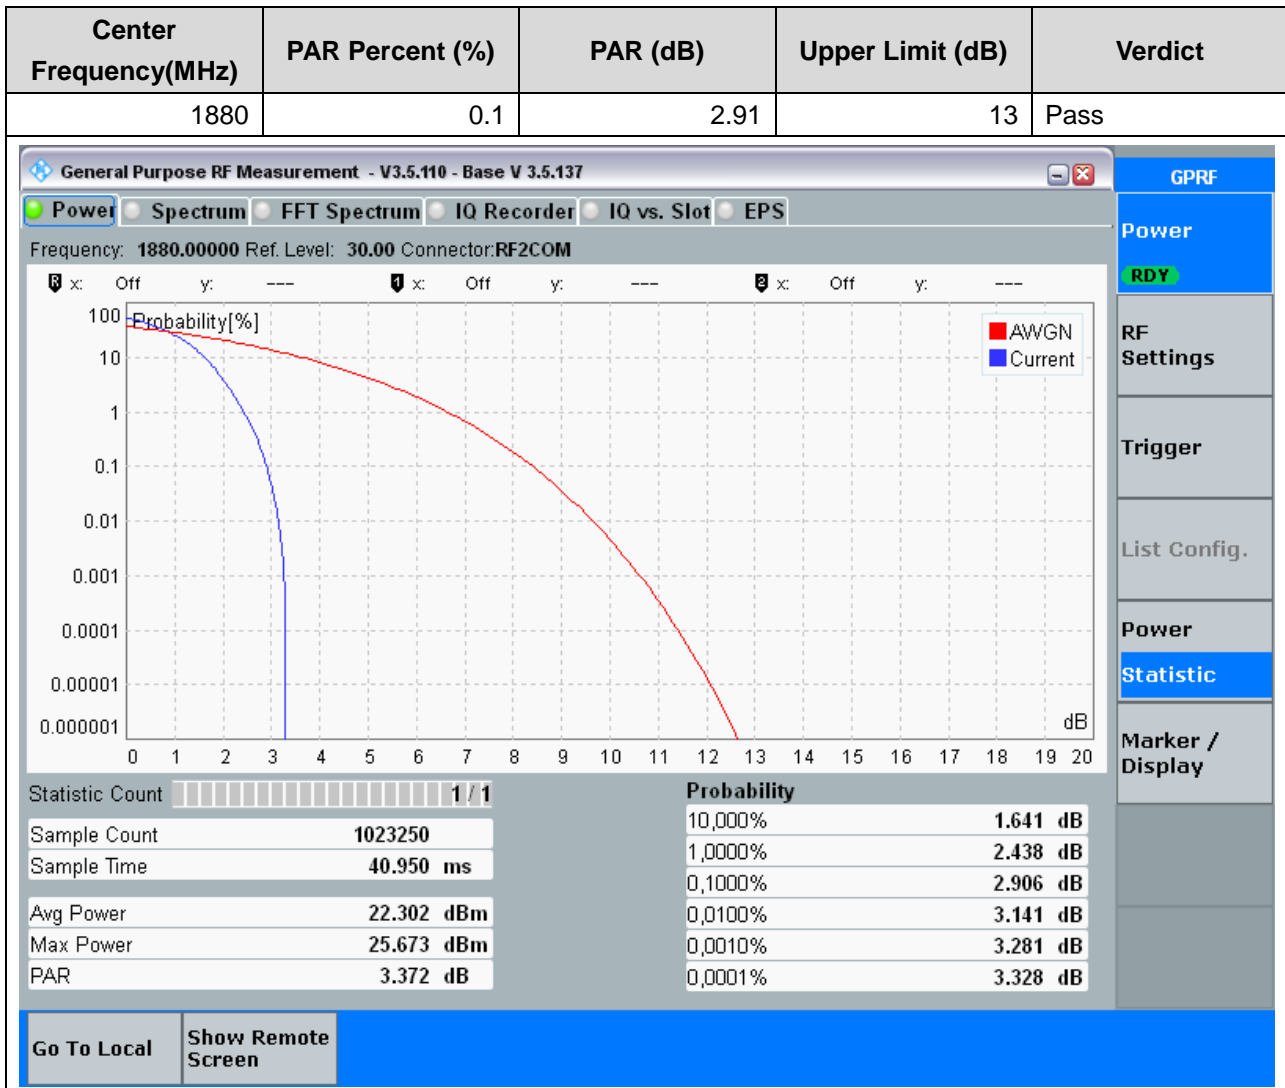 Center Frequency(MHz) PAR Percent (%) PAR (dB) Upper Limit (dB) Verdict
1880 0.1 2.91 13 Pass
General Purpose RF Measurement - V3.5.110 - Base V 3.5.137
GPRF
Power Spectrum FFT Spectrum IQ Recorder IQ vs. Slot EPS
Frequency: 1880.00000 Ref. Level: 30.00 Connector:RF2COM
R x: Off y: --- 1 x: Off y: --- 2 x: Off y: ---
Probability[%]
AWGN
Current
100
10
1
0.1
0.01
0.001
0.0001
0.00001
0.000001
dB
0 1 2 3 4 5 6 7 8 9 10 11 12 13 14 15 16 17 18 19 20
Statistic Count 1 / 1
Sample Count 1023250
Sample Time 40.950 ms
Avg Power 22.302 dBm
Max Power 25.673 dBm
PAR 3.372 dB
Probability
10,000% 1.641 dB
1,0000% 2.438 dB
0,1000% 2.906 dB
0,0100% 3.141 dB
0,0010% 3.281 dB
0,0001% 3.328 dB
Power
RDY
RF
Settings
Trigger
List Config.
Power
Statistic
Marker /
Display
Go To Local
Show Remote
Screen